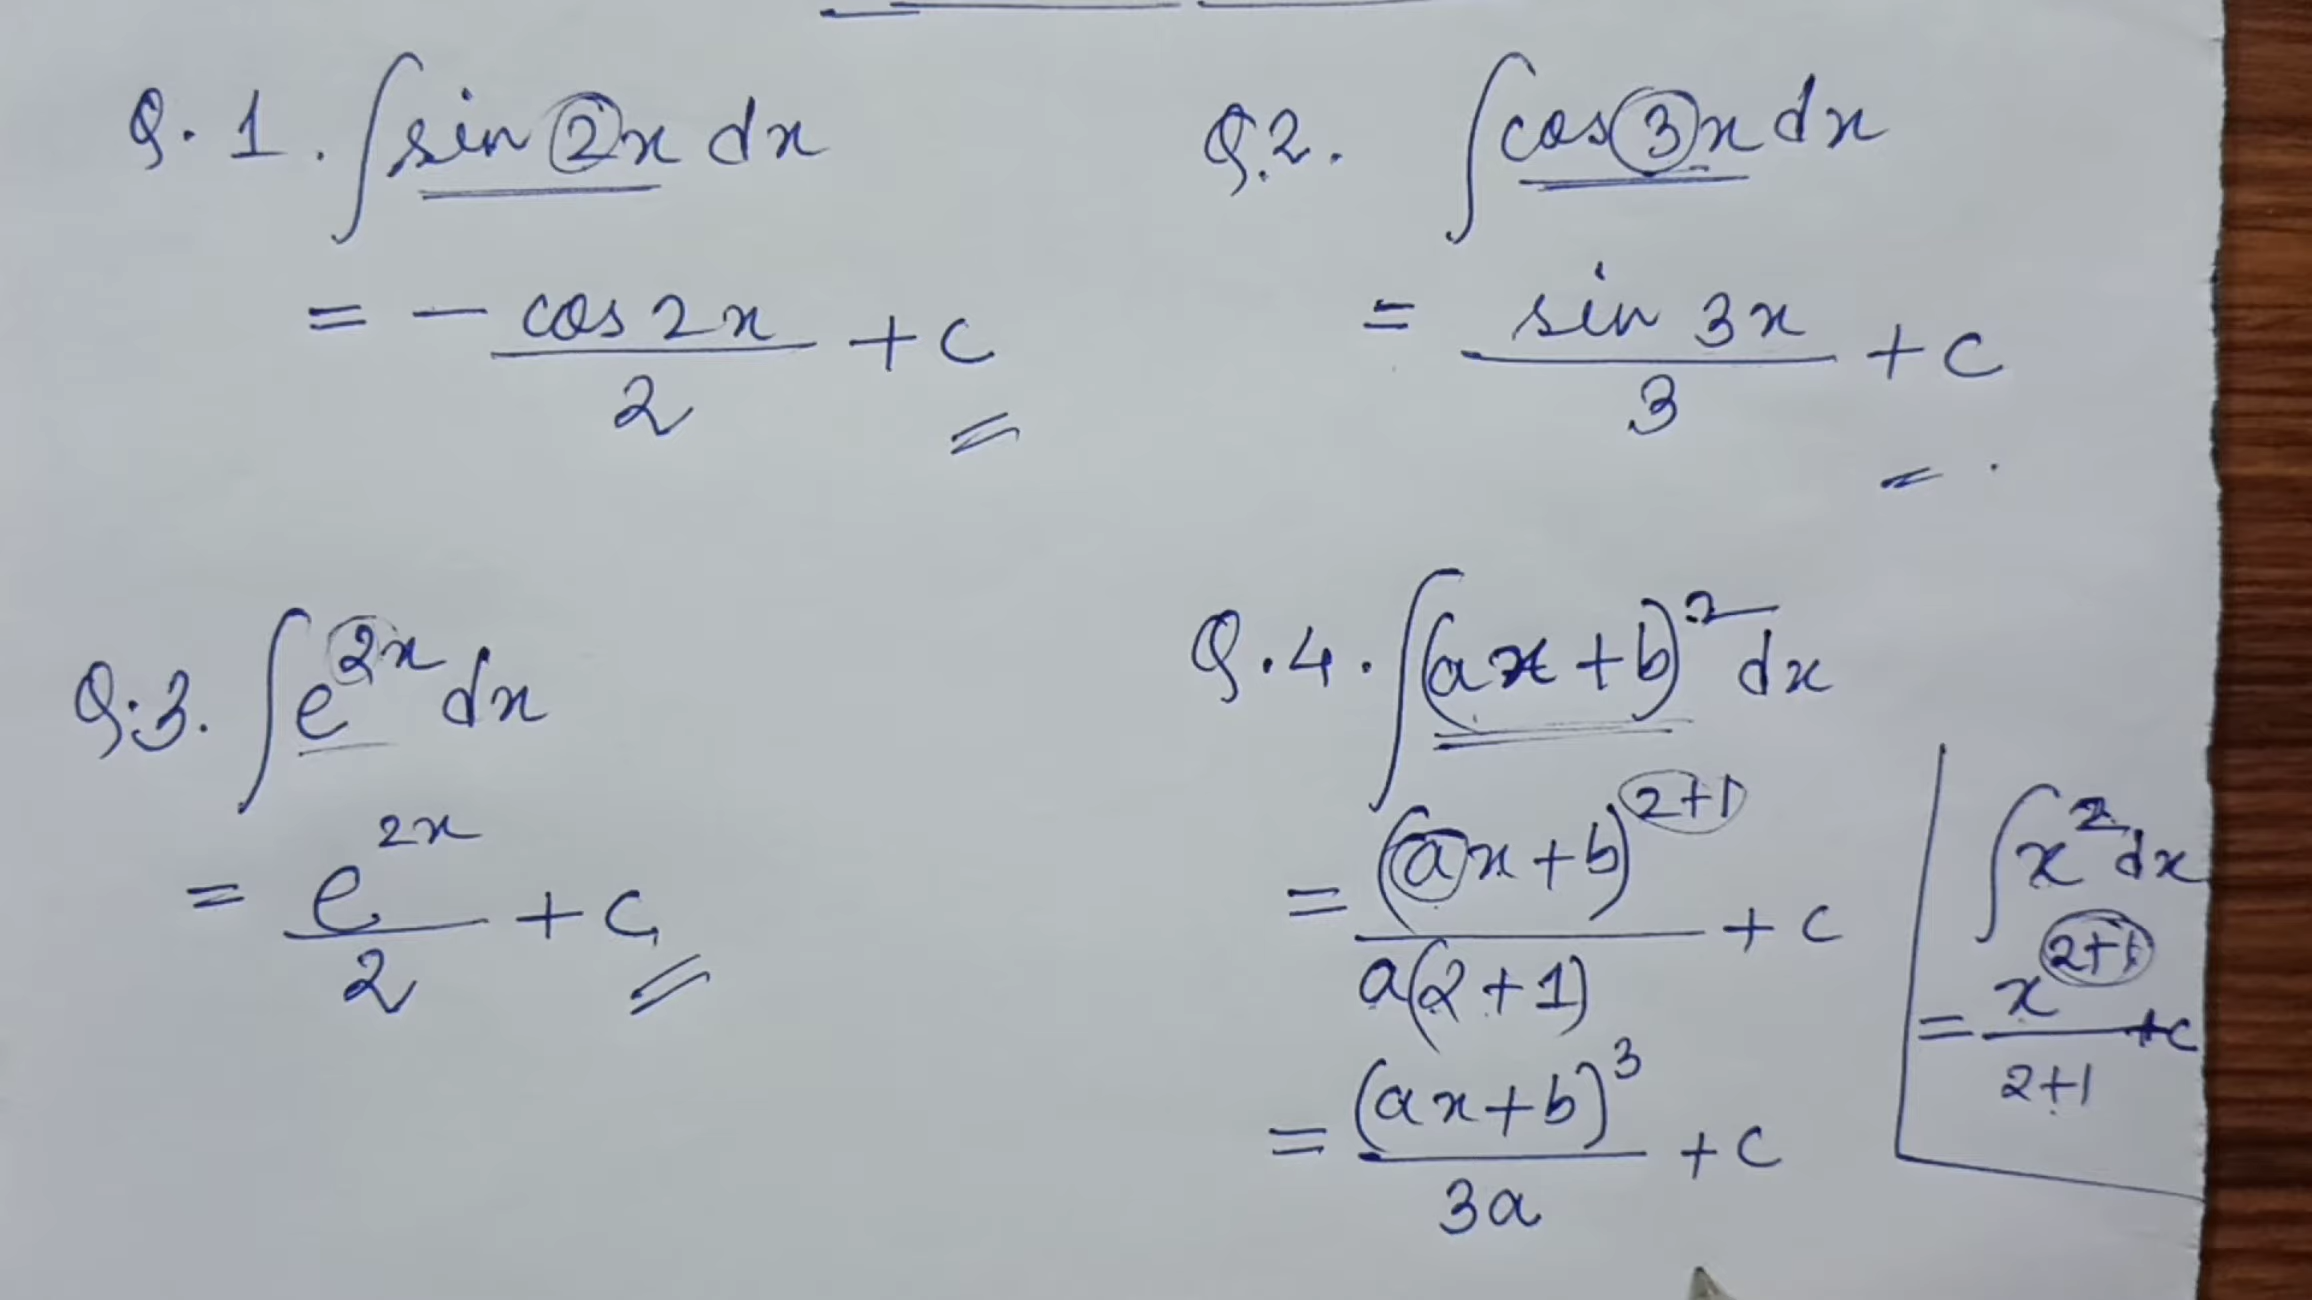 Q.1. ∫sin 2x dx
= - cos 2x / 2 + c
Q.2. ∫cos 3x dx
= sin 3x / 3 + c
Q.3. ∫e^2x dx
= e^2x / 2 + c
Q.4. ∫(ax+b)^2 dx
= (ax+b)^2+1 / a(2+1) + c
= (ax+b)^3 / 3a + c
∫x^2 dx
= x^2+1 / 2+1 + c